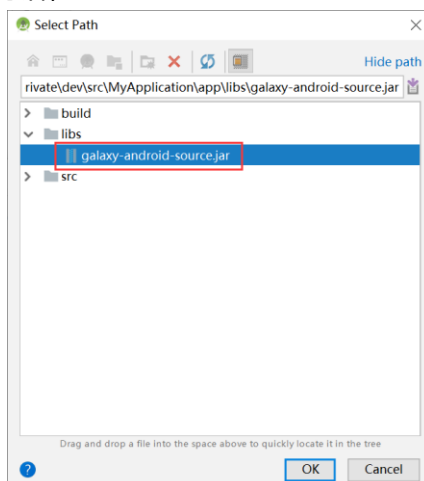 Select Path
Hide path
rivate\dev\src\MyApplication\app\libs\galaxy-android-source.jar
build
libs
galaxy-android-source.jar
src
Drag and drop a file into the space above to quickly locate it in the tree
? OK Cancel